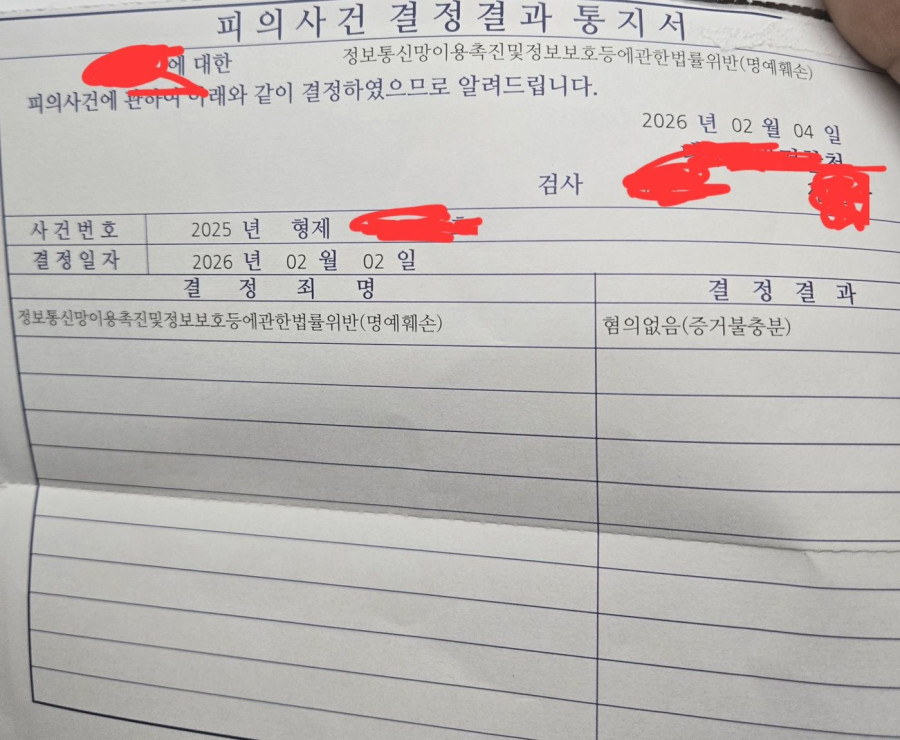 피의사건 결정결과 통지서
에 대한 정보통신망이용촉진및정보보호등에관한법률위반(명예훼손)
피의사건에 관하여 아래와 같이 결정하였으므로 알려드립니다.
2026 년 02 월 04 일
검사
사건번호 2025 년 형제
결정일자 2026 년 02 월 02 일
결 정 죄 명 결 정 결 과
정보통신망이용촉진및정보보호등에관한법률위반(명예훼손) 혐의없음(증거불충분)